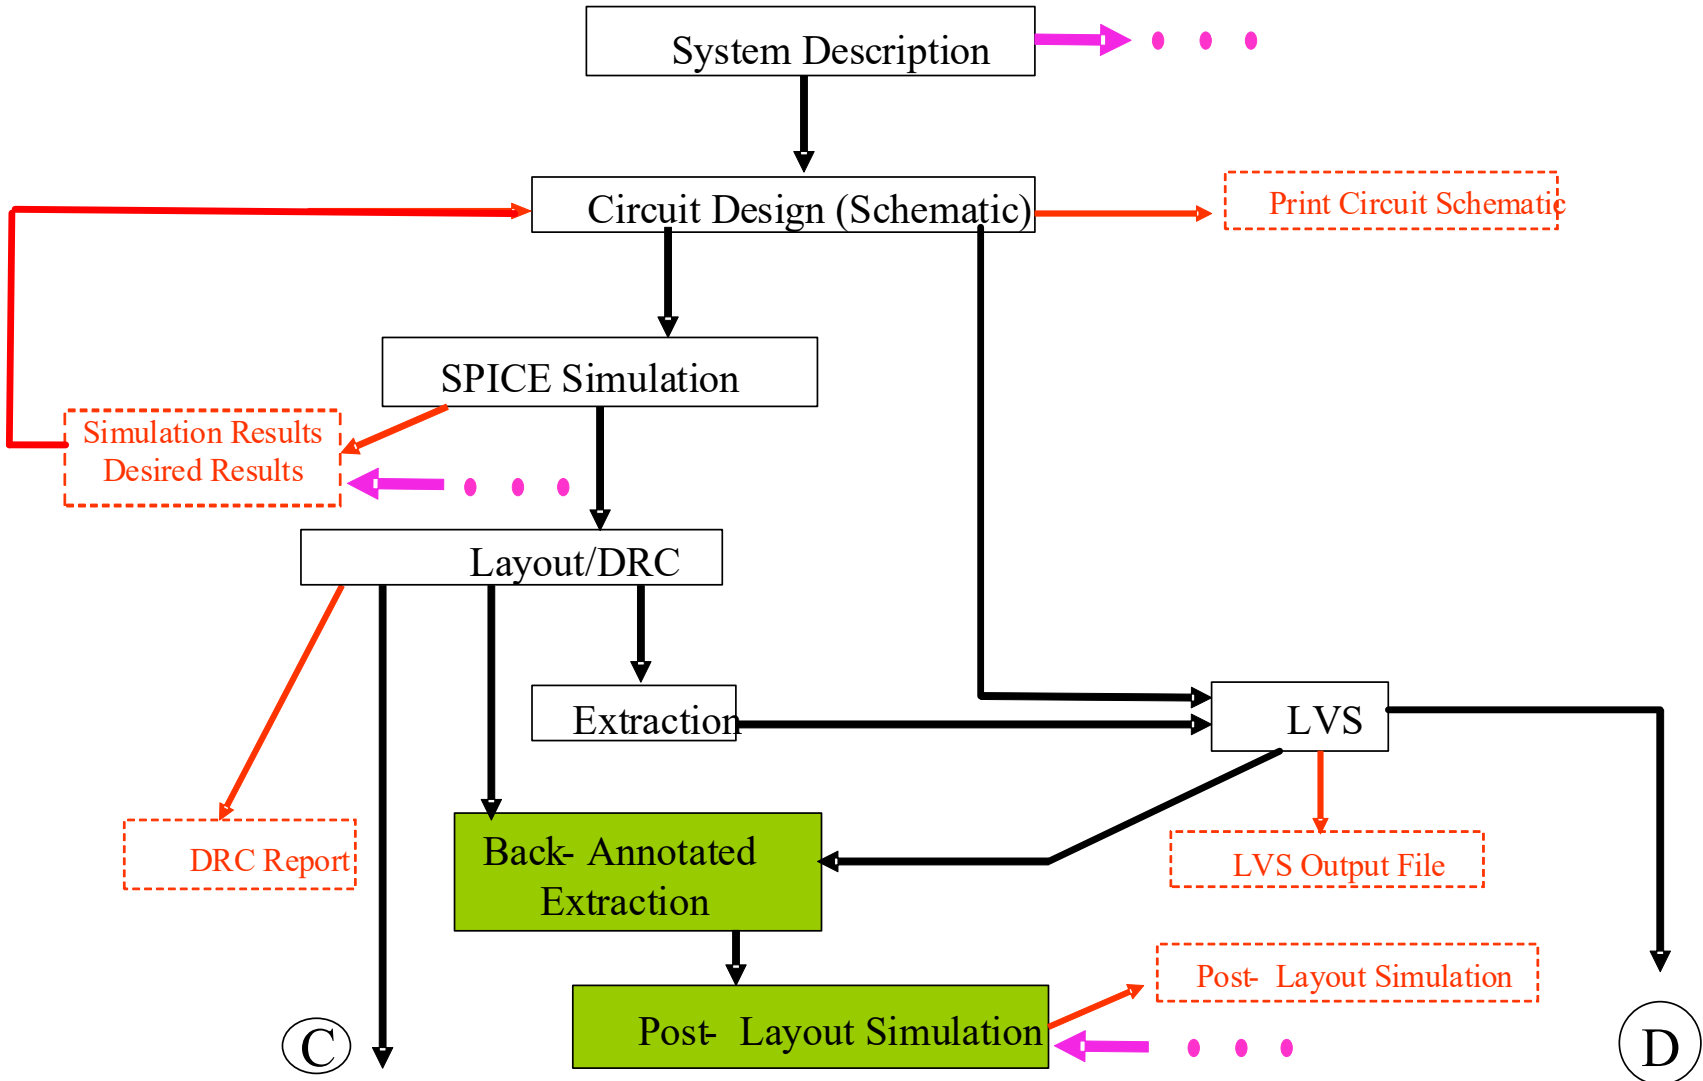 System Description
Circuit Design (Schematic)
Print Circuit Schematic
SPICE Simulation
Simulation Results
Desired Results
Layout/DRC
Extraction
LVS
Back- Annotated
Extraction
DRC Report
LVS Output File
Post- Layout Simulation
Post- Layout Simulation
C
D